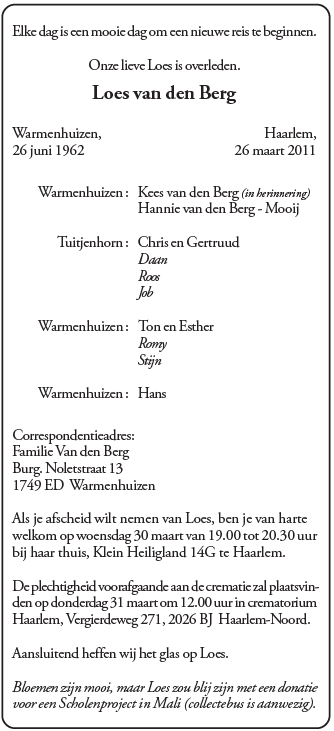 Elke dag is een mooie dag om een nieuwe reis te beginnen.
Onze lieve Loes is overleden.
Loes van den Berg
Warmenhuizen, Haarlem,
26 juni 1962 26 maart 2011
Warmenhuizen : Kees van den Berg (in herinnering)
Hannie van den Berg - Mooij
Tuitjenhorn : Chris en Gertruud
Daan
Roos
Job
Warmenhuizen : Ton en Esther
Romy
Stijn
Warmenhuizen : Hans
Correspondentieadres:
Familie Van den Berg
Burg. Noletstraat 13
1749 ED Warmenhuizen
Als je afscheid wilt nemen van Loes, ben je van harte
welkom op woensdag 30 maart van 19.00 tot 20.30 uur
bij haar thuis, Klein Heiligland 14G te Haarlem.
De plechtigheid voorafgaande aan de crematie zal plaatsvin-
den op donderdag 31 maart om 12.00 uur in crematorium
Haarlem, Vergierdeweg 271, 2026 BJ Haarlem-Noord.
Aansluitend heffen wij het glas op Loes.
Bloemen zijn mooi, maar Loes zou blij zijn met een donatie
voor een Scholenproject in Mali (collectebus is aanwezig).